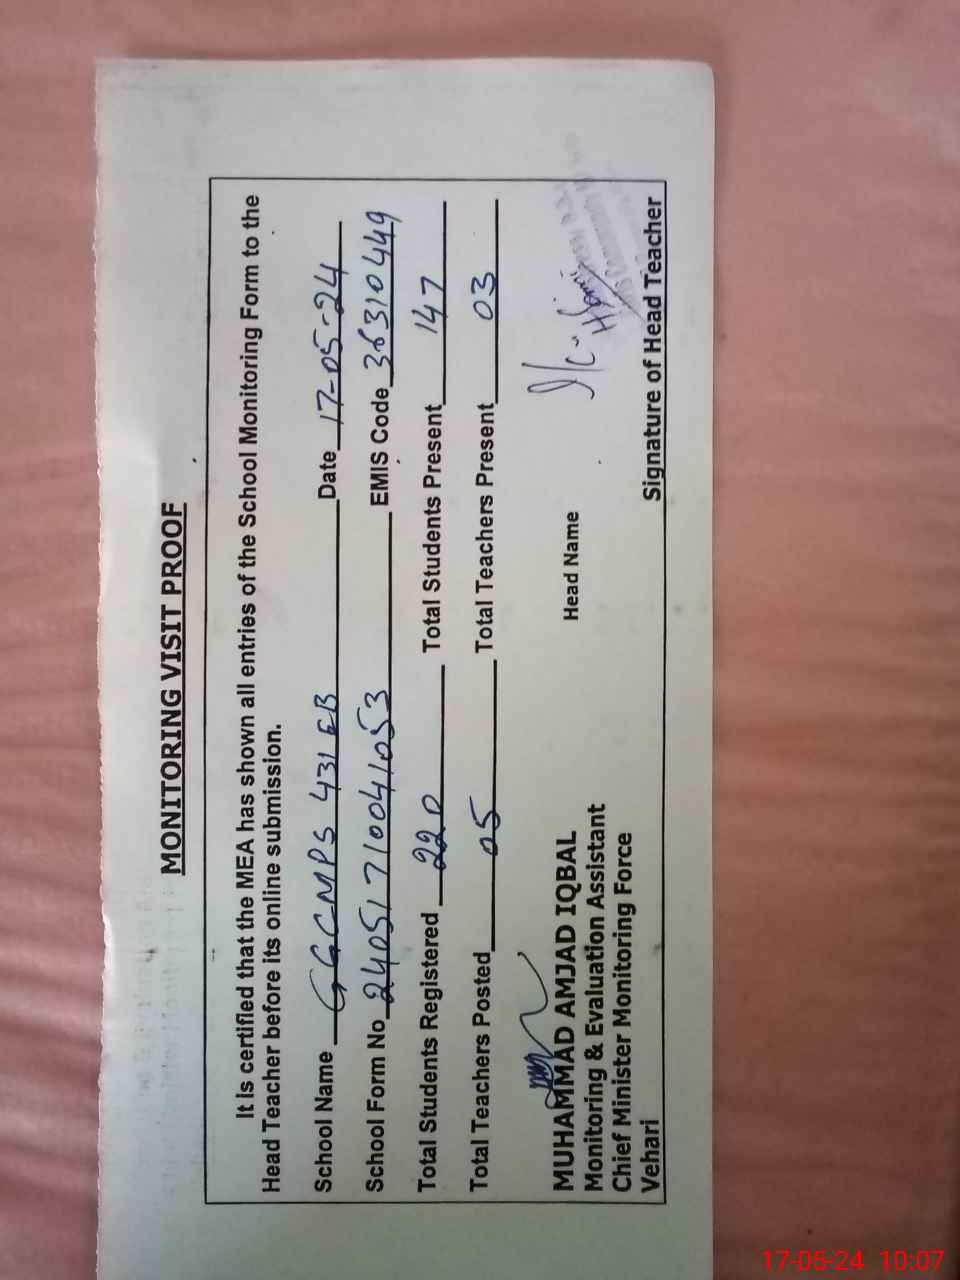 MONITORING VISIT PROOF
It is certified that the MEA has shown all entries of the School Monitoring Form to the
Head Teacher before its online submission.
School Name GGCMPS 431 EB Date 17-05-24
School Form No 24051710041053 EMIS Code 36310449
Total Students Registered 220 Total Students Present 147
Total Teachers Posted 05 Total Teachers Present 03
MUHAMMAD AMJAD IQBAL
Monitoring & Evaluation Assistant
Chief Minister Monitoring Force
Vehari
Head Name
I/c
Signature of Head Teacher
17-05-24 10:07